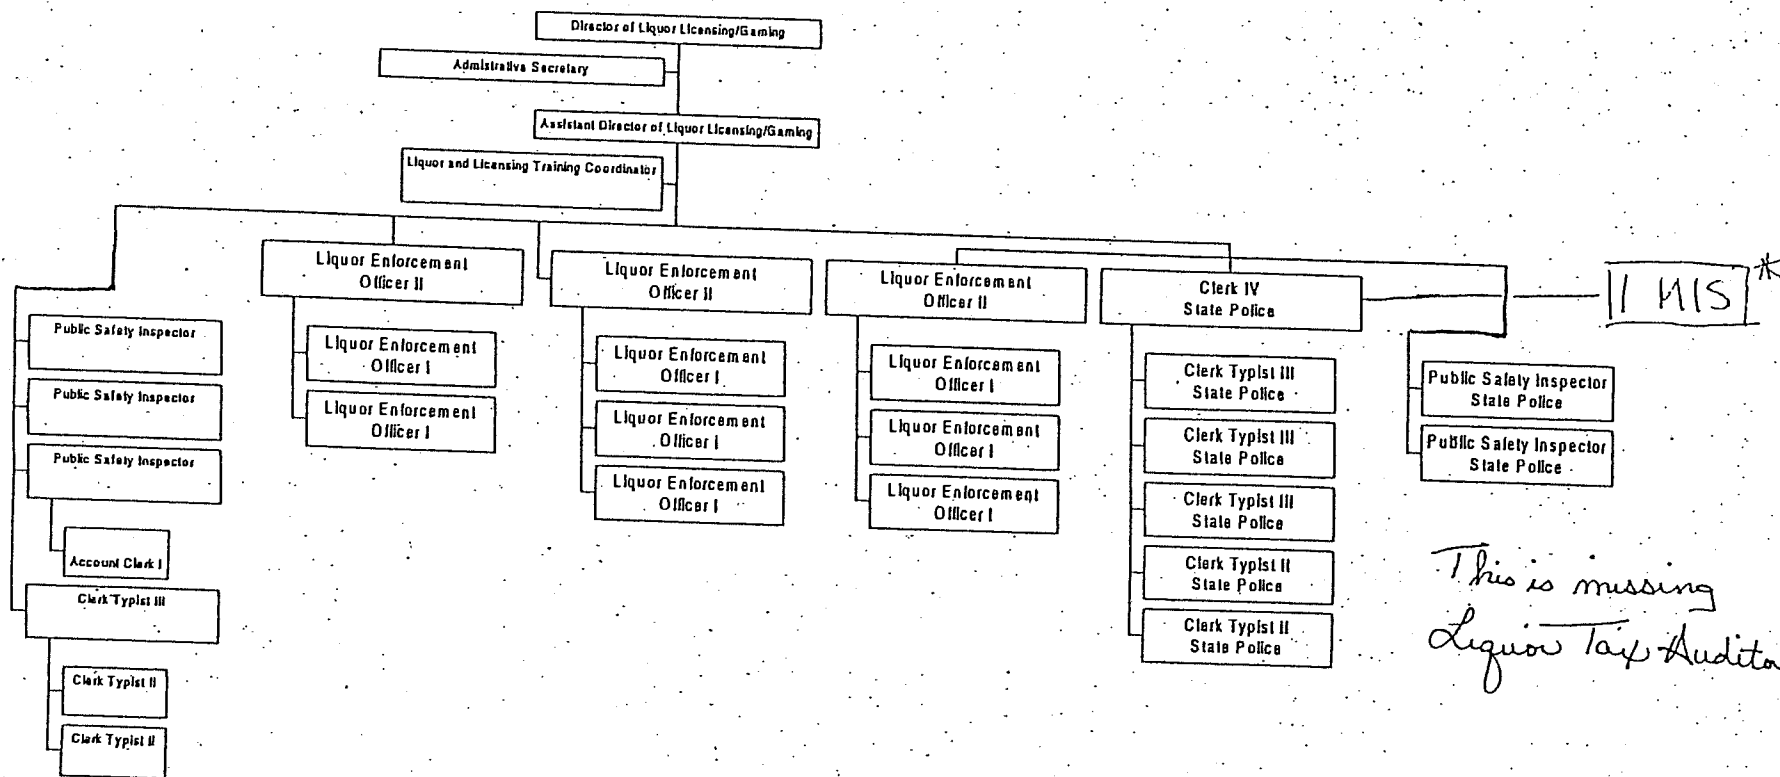 Director of Liquor Licensing/Gaming
Admistrative Secretary
Assistant Director of Liquor Licensing/Gaming
Liquor and Licensing Training Coordinator
Public Safety Inspector
Public Safety Inspector
Public Safety Inspector
Account Clerk I
Clerk Typist III
Clerk Typist II
Clerk Typist II
Liquor Enforcement
Officer II
Liquor Enforcement
Officer I
Liquor Enforcement
Officer I
Liquor Enforcement
Officer II
Liquor Enforcement
Officer I
Liquor Enforcement
Officer I
Liquor Enforcement
Officer I
Liquor Enforcement
Officer II
Liquor Enforcement
Officer I
Liquor Enforcement
Officer I
Liquor Enforcement
Officer I
Clerk IV
State Police
Clerk Typist III
State Police
Clerk Typist III
State Police
Clerk Typist III
State Police
Clerk Typist II
State Police
Clerk Typist II
State Police
Public Safety Inspector
State Police
Public Safety Inspector
State Police
1 MIS *
This is missing
Liquor Tax Auditor